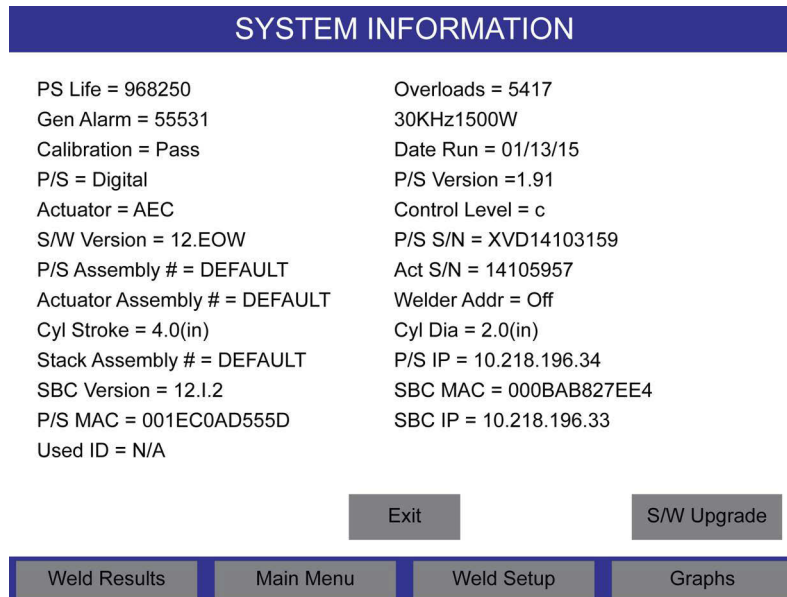 SYSTEM INFORMATION
PS Life = 968250
Overloads = 5417
Gen Alarm = 55531
30KHz1500W
Calibration = Pass
Date Run = 01/13/15
P/S = Digital
P/S Version =1.91
Actuator = AEC
Control Level = c
S/W Version = 12.EOW
P/S S/N = XVD14103159
P/S Assembly # = DEFAULT
Act S/N = 14105957
Actuator Assembly # = DEFAULT
Welder Addr = Off
Cyl Stroke = 4.0(in)
Cyl Dia = 2.0(in)
Stack Assembly # = DEFAULT
P/S IP = 10.218.196.34
SBC Version = 12.I.2
SBC MAC = 000BAB827EE4
P/S MAC = 001EC0AD555D
SBC IP = 10.218.196.33
Used ID = N/A
Exit
S/W Upgrade
Weld Results
Main Menu
Weld Setup
Graphs